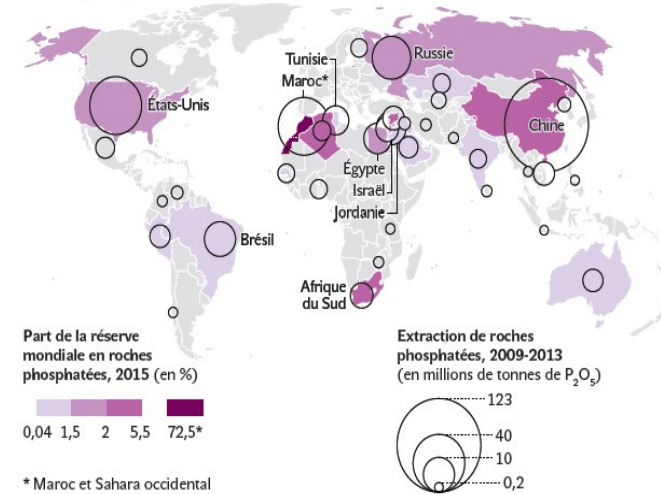 Russie
Tunisie
Maroc*
États-Unis
Chine
Égypte
Israël
Jordanie
Brésil
Afrique
du Sud
Part de la réserve
mondiale en roches
phosphatées, 2015 (en %)
0,04 1,5 2 5,5 72,5*
* Maroc et Sahara occidental
Extraction de roches
phosphatées, 2009-2013
(en millions de tonnes de P₂O₅)
123
40
10
0,2